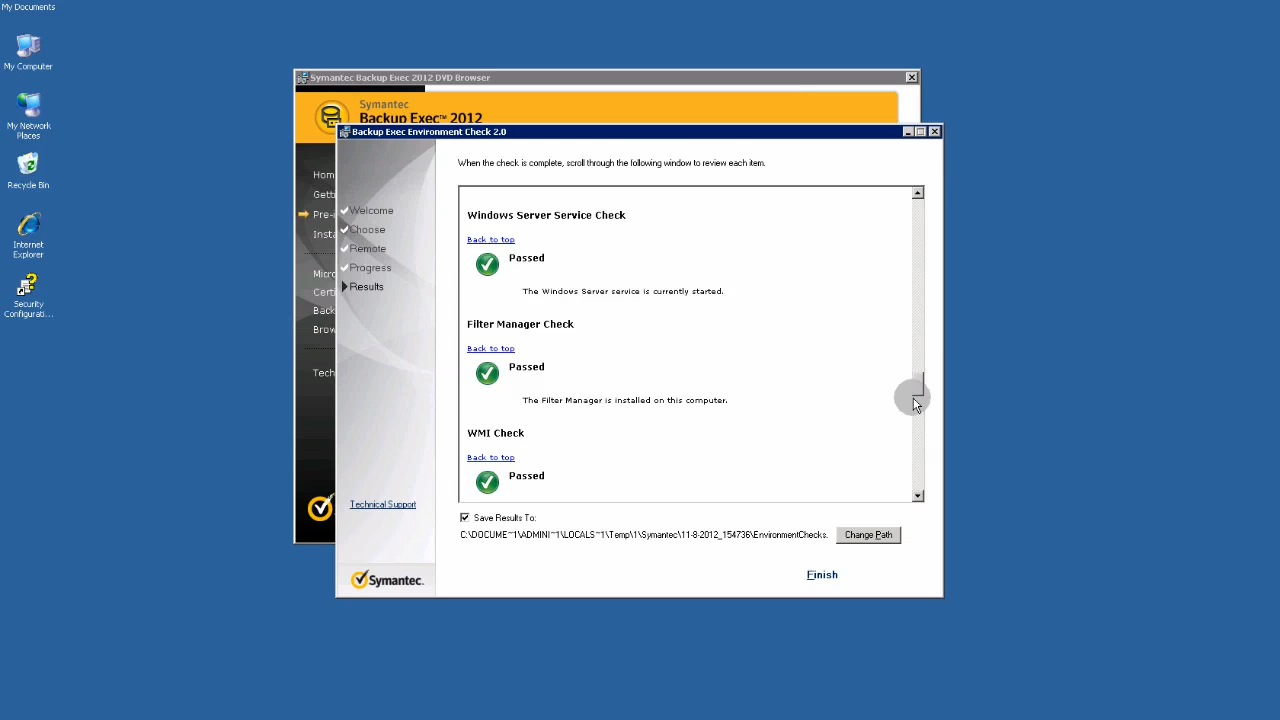 My Documents
My Computer
My Network
Places
Recycle Bin
Internet
Explorer
Security
Configurati...
Symantec Backup Exec 2012 DVD Browser
Symantec
Backup Exec™ 2012
Backup Exec Environment Check 2.0
Hom
Getti
Pre-i
Insta
Micro
Certi
Back
Brow
Tech
Welcome
Choose
Remote
Progress
Results
Technical Support
Symantec.
When the check is complete, scroll through the following window to review each item.
Windows Server Service Check
Back to top
Passed
The Windows Server service is currently started.
Filter Manager Check
Back to top
Passed
The Filter Manager is installed on this computer.
WMI Check
Back to top
Passed
Save Results To:
C:\DOCUME~1\ADMINI~1\LOCALS~1\Temp\1\Symantec\11-8-2012_154736\EnvironmentChecks.
Change Path
Finish